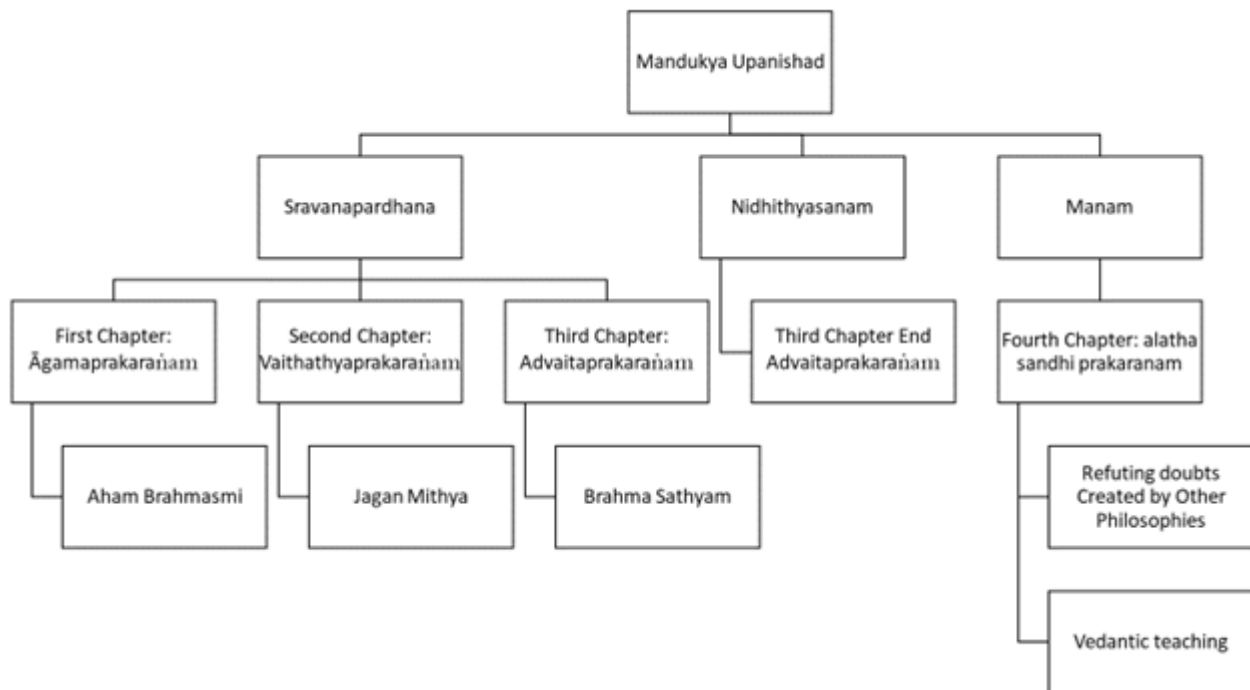 Mandukya Upanishad
Sravanapardhana
Nidhithyasanam
Manam
First Chapter:
Āgamaprakaraṅam
Second Chapter:
Vaithathyaprakaraṅam
Third Chapter:
Advaitaprakaraṅam
Third Chapter End
Advaitaprakaraṅam
Fourth Chapter: alatha
sandhi prakaranam
Aham Brahmasmi
Jagan Mithya
Brahma Sathyam
Refuting doubts
Created by Other
Philosophies
Vedantic teaching